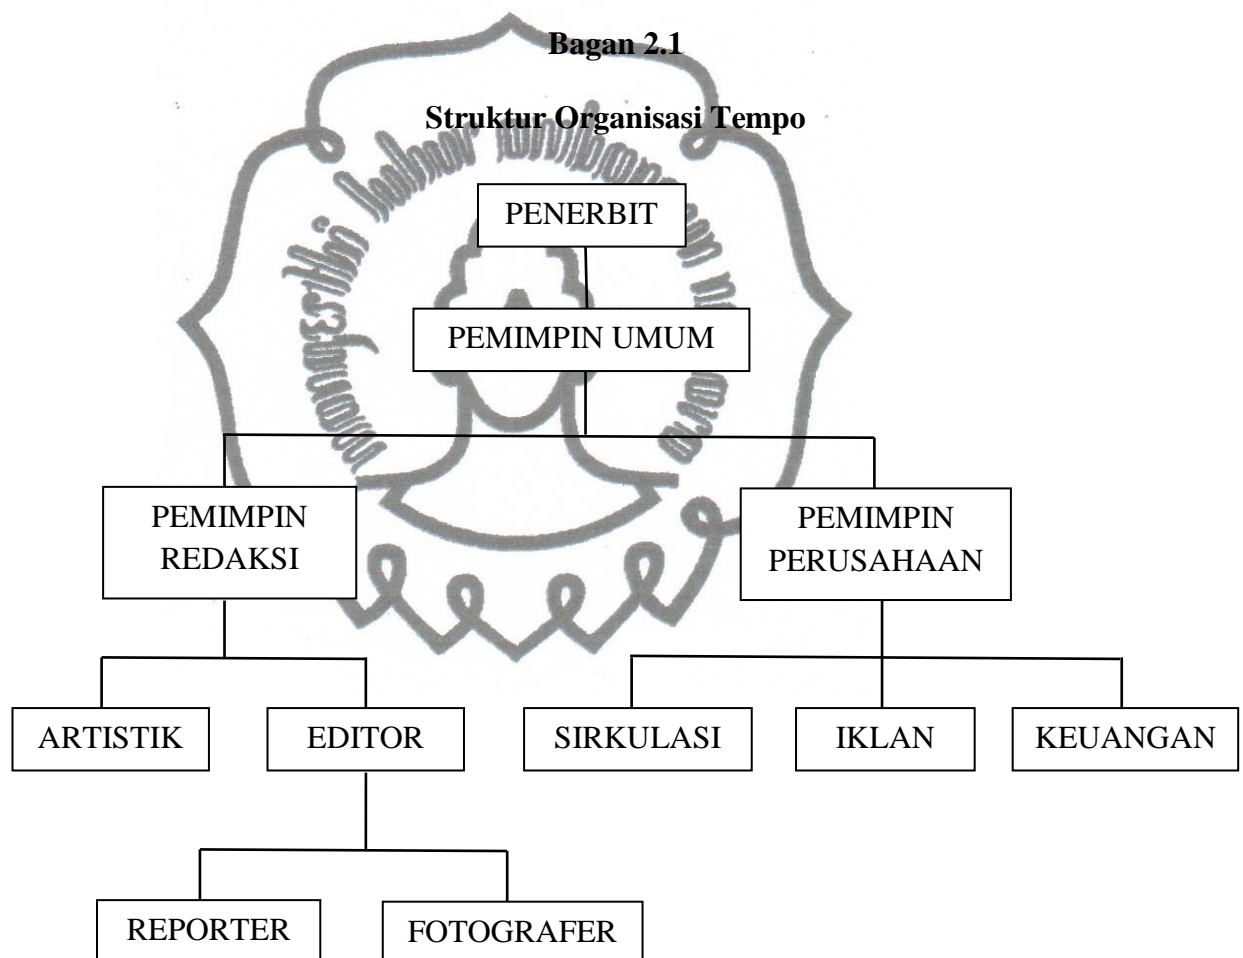 Bagan 2.1
Struktur Organisasi Tempo
PENERBIT
PEMIMPIN UMUM
PEMIMPIN
REDAKSI
PEMIMPIN
PERUSAHAAN
ARTISTIK
EDITOR
SIRKULASI
IKLAN
KEUANGAN
REPORTER
FOTOGRAFER